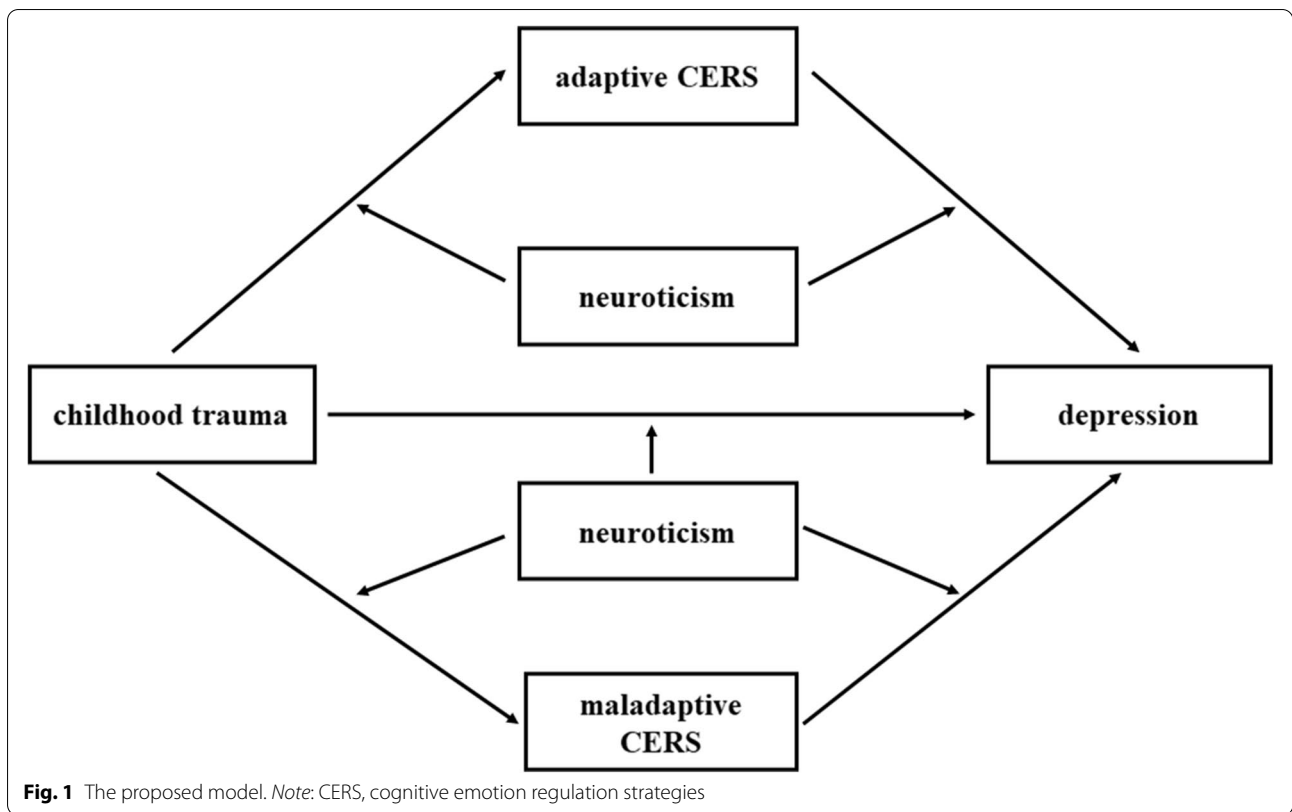 adaptive CERS
neuroticism
childhood trauma
depression
neuroticism
maladaptive
CERS
Fig. 1 The proposed model. Note: CERS, cognitive emotion regulation strategies